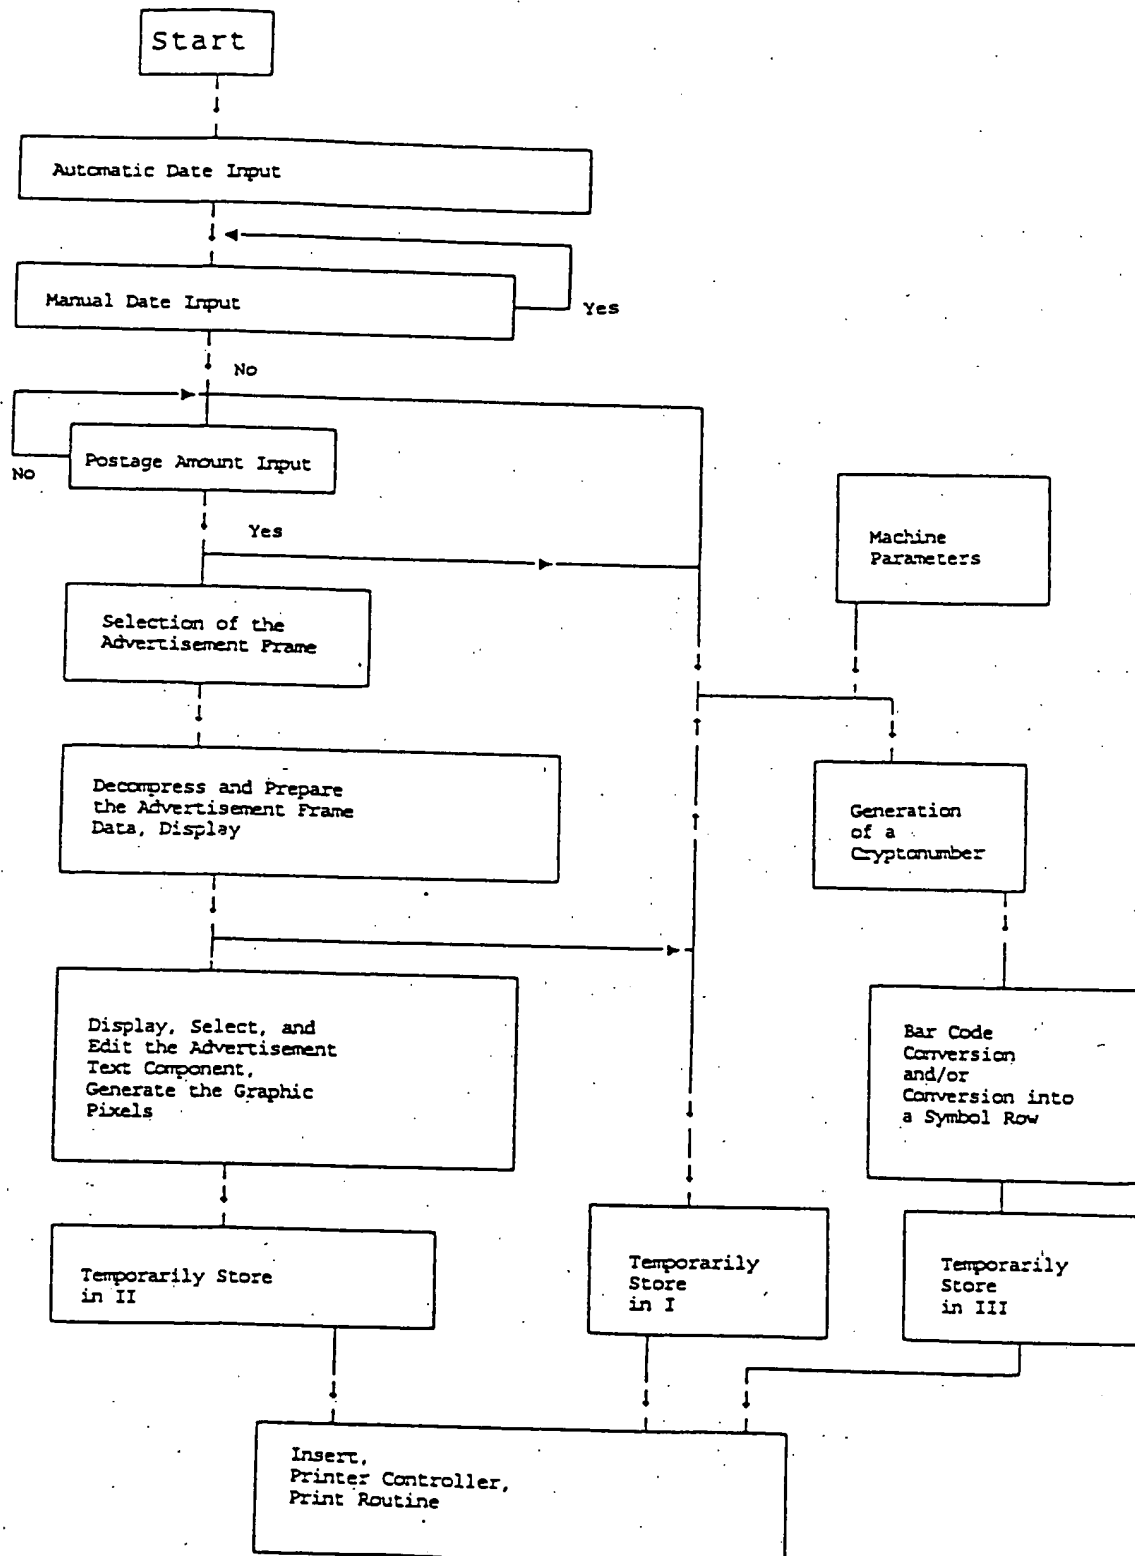 Start
Automatic Date Input
Manual Date Input
Yes
No
Postage Amount Input
No
Yes
Machine
Parameters
Selection of the
Advertisement Frame
Decompress and Prepare
the Advertisement Frame
Data, Display
Generation
of a
Cryptonumber
Display, Select, and
Edit the Advertisement
Text Component,
Generate the Graphic
Pixels
Bar Code
Conversion
and/or
Conversion into
a Symbol Row
Temporarily Store
in II
Temporarily
Store
in I
Temporarily
Store
in III
Insert,
Printer Controller,
Print Routine